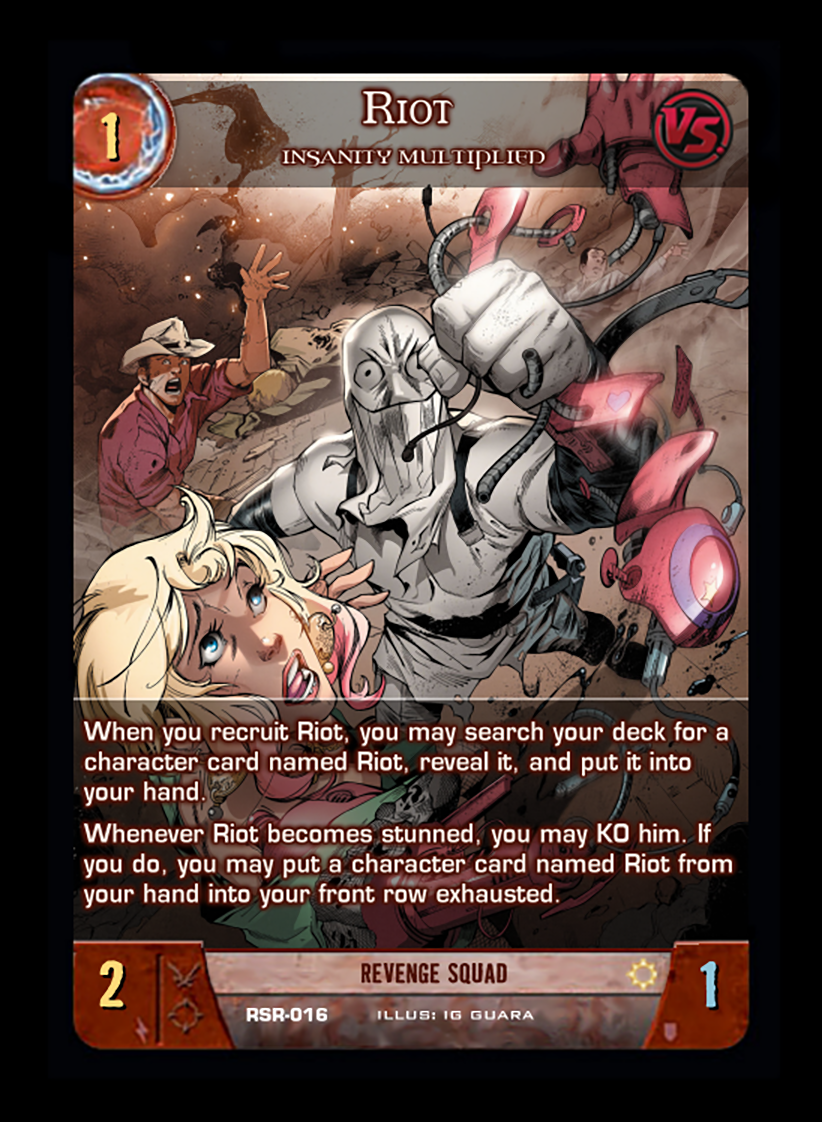 1
RIOT
VS.
INSANITY MULTIPLIED
When you recruit Riot, you may search your deck for a
character card named Riot, reveal it, and put it into
your hand.
Whenever Riot becomes stunned, you may KO him. If
you do, you may put a character card named Riot from
your hand into your front row exhausted.
2
REVENGE SQUAD
1
RSR-016 ILLUS: IG GUARA